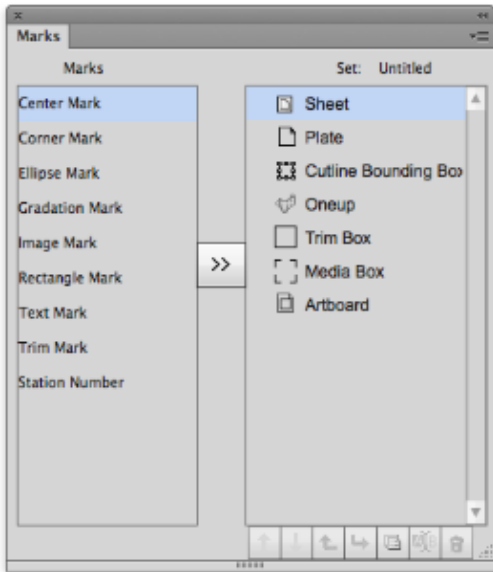 Marks
Marks
Set: Untitled
Center Mark
Corner Mark
Ellipse Mark
Gradation Mark
Image Mark
Rectangle Mark
Text Mark
Trim Mark
Station Number
>>
Sheet
Plate
Cutline Bounding Box
Oneup
Trim Box
Media Box
Artboard